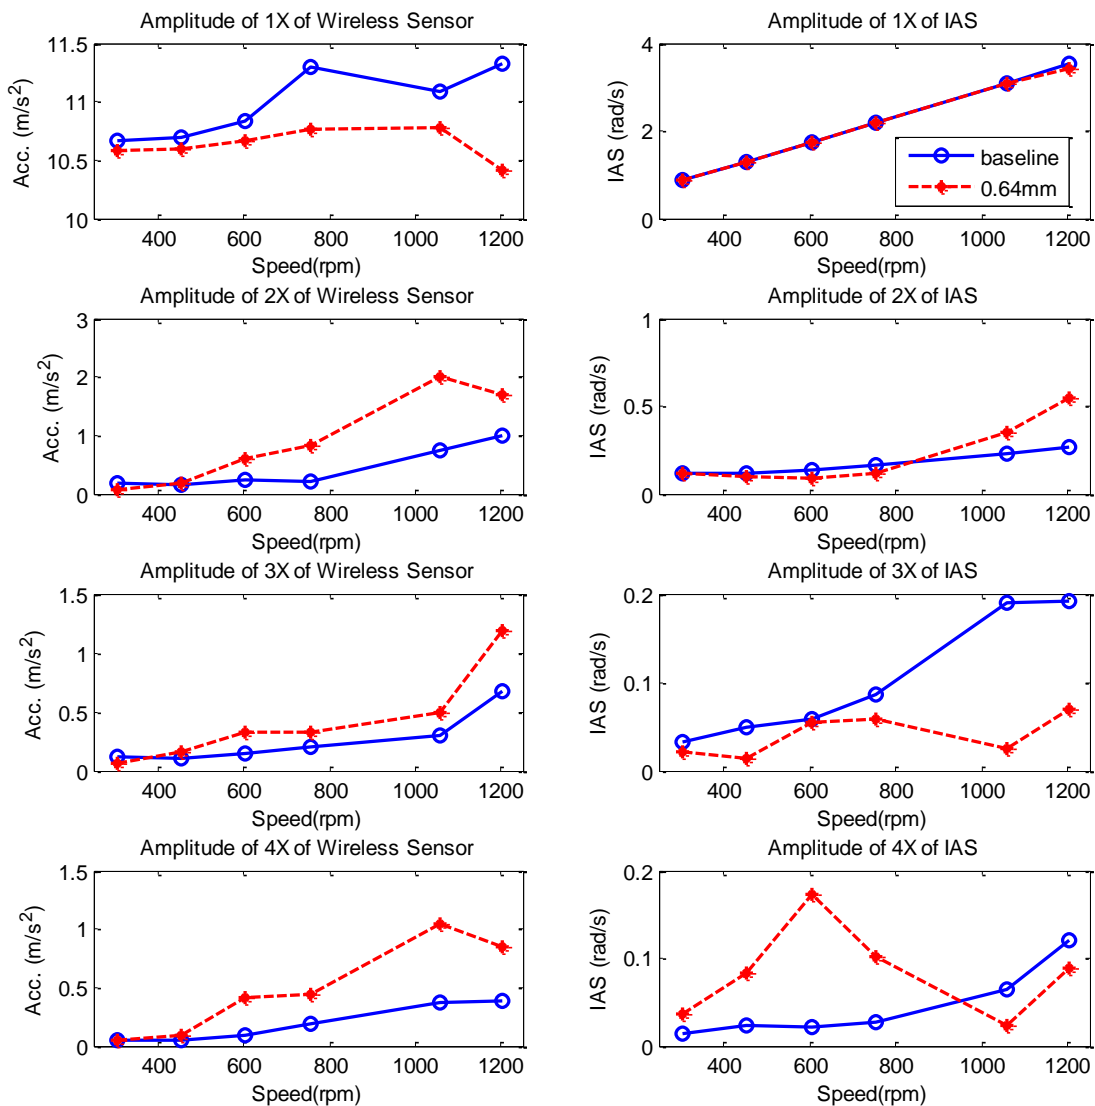 Amplitude of 1X of Wireless Sensor
11.5
11
10.5
10
Acc. (m/s²)
400 600 800 1000 1200
Speed(rpm)
Amplitude of 1X of IAS
4
2
0
IAS (rad/s)
baseline
0.64mm
400 600 800 1000 1200
Speed(rpm)
Amplitude of 2X of Wireless Sensor
3
2
1
0
Acc. (m/s²)
400 600 800 1000 1200
Speed(rpm)
Amplitude of 2X of IAS
1
0.5
0
IAS (rad/s)
400 600 800 1000 1200
Speed(rpm)
Amplitude of 3X of Wireless Sensor
1.5
1
0.5
0
Acc. (m/s²)
400 600 800 1000 1200
Speed(rpm)
Amplitude of 3X of IAS
0.2
0.1
0
IAS (rad/s)
400 600 800 1000 1200
Speed(rpm)
Amplitude of 4X of Wireless Sensor
1.5
1
0.5
0
Acc. (m/s²)
400 600 800 1000 1200
Speed(rpm)
Amplitude of 4X of IAS
0.2
0.1
0
IAS (rad/s)
400 600 800 1000 1200
Speed(rpm)